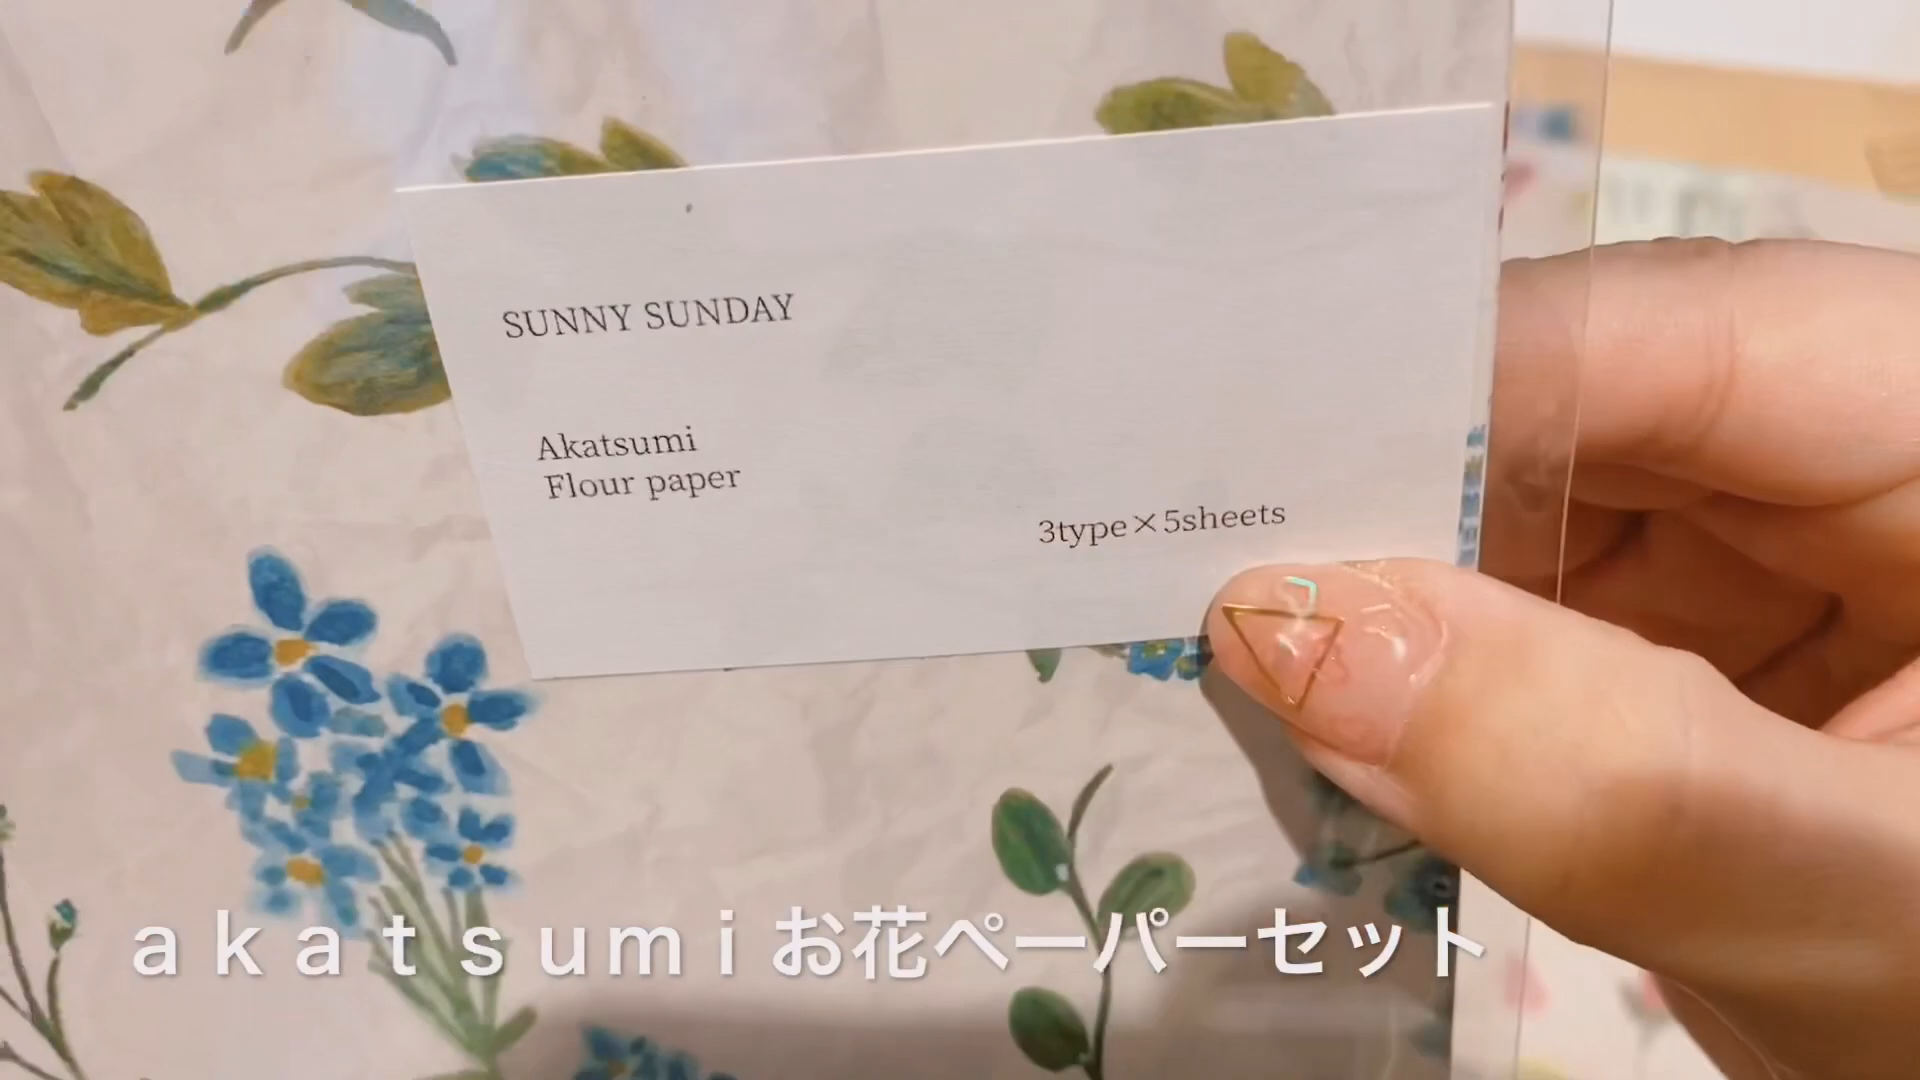 SUNNY SUNDAY
Akatsumi
Flour paper
3type×5sheets
ａｋａｔｓｕｍｉお花ペーパーセット